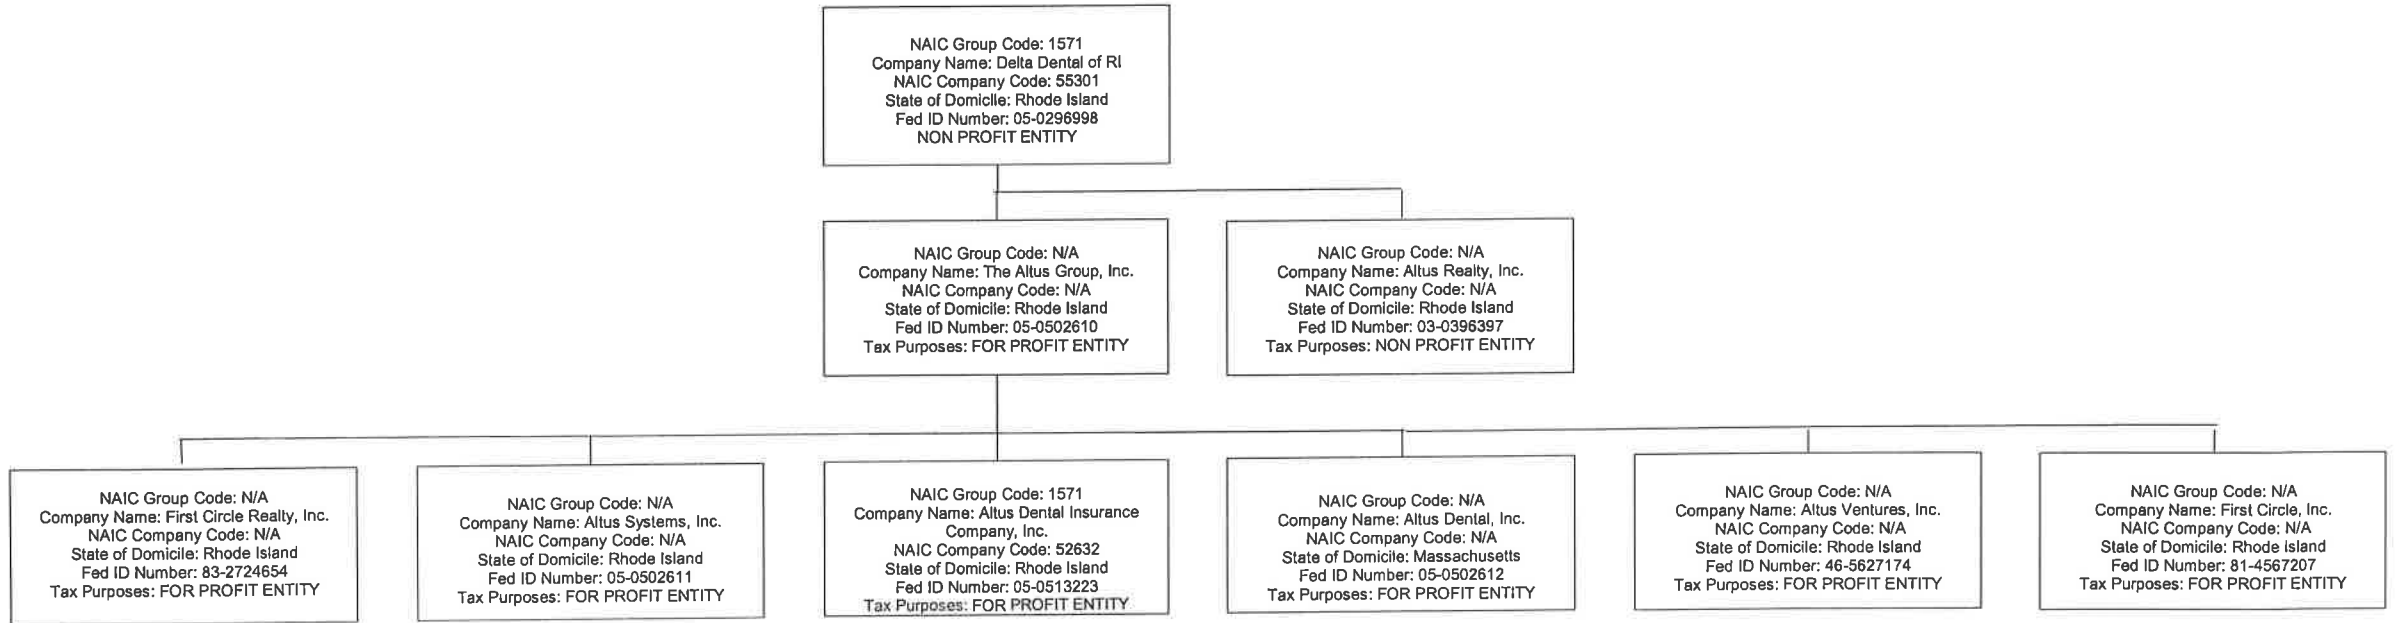 NAIC Group Code: 1571
Company Name: Delta Dental of RI
NAIC Company Code: 55301
State of Domicile: Rhode Island
Fed ID Number: 05-0296998
NON PROFIT ENTITY
NAIC Group Code: N/A
Company Name: The Altus Group, Inc.
NAIC Company Code: N/A
State of Domicile: Rhode Island
Fed ID Number: 05-0502610
Tax Purposes: FOR PROFIT ENTITY
NAIC Group Code: N/A
Company Name: Altus Realty, Inc.
NAIC Company Code: N/A
State of Domicile: Rhode Island
Fed ID Number: 03-0396397
Tax Purposes: NON PROFIT ENTITY
NAIC Group Code: N/A
Company Name: First Circle Realty, Inc.
NAIC Company Code: N/A
State of Domicile: Rhode Island
Fed ID Number: 83-2724654
Tax Purposes: FOR PROFIT ENTITY
NAIC Group Code: N/A
Company Name: Altus Systems, Inc.
NAIC Company Code: N/A
State of Domicile: Rhode Island
Fed ID Number: 05-0502611
Tax Purposes: FOR PROFIT ENTITY
NAIC Group Code: 1571
Company Name: Altus Dental Insurance
Company, Inc.
NAIC Company Code: 52632
State of Domicile: Rhode Island
Fed ID Number: 05-0513223
Tax Purposes: FOR PROFIT ENTITY
NAIC Group Code: N/A
Company Name: Altus Dental, Inc.
NAIC Company Code: N/A
State of Domicile: Massachusetts
Fed ID Number: 05-0502612
Tax Purposes: FOR PROFIT ENTITY
NAIC Group Code: N/A
Company Name: Altus Ventures, Inc.
NAIC Company Code: N/A
State of Domicile: Rhode Island
Fed ID Number: 46-5627174
Tax Purposes: FOR PROFIT ENTITY
NAIC Group Code: N/A
Company Name: First Circle, Inc.
NAIC Company Code: N/A
State of Domicile: Rhode Island
Fed ID Number: 81-4567207
Tax Purposes: FOR PROFIT ENTITY